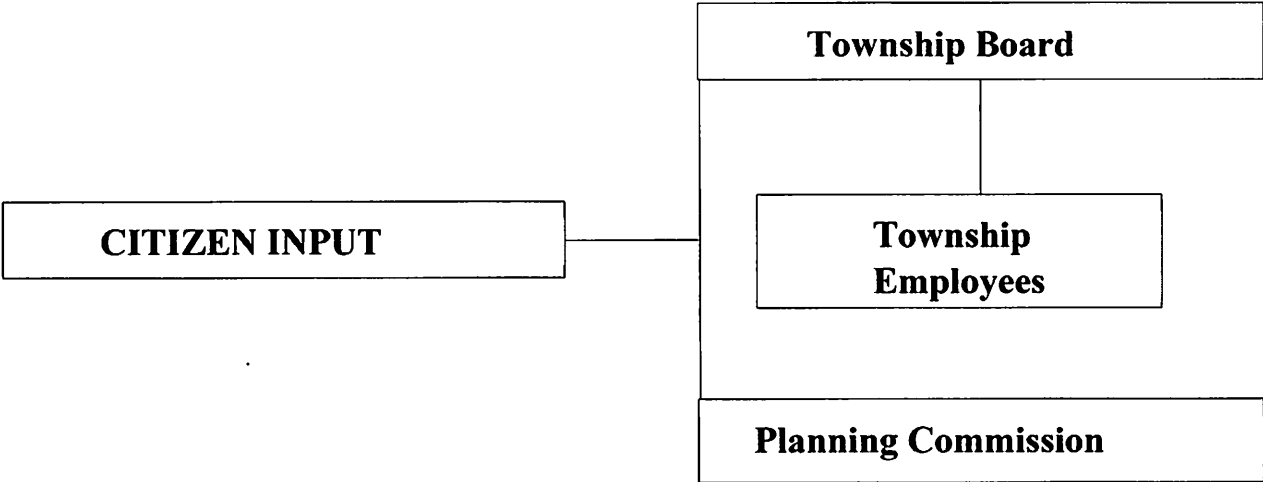 Township Board
CITIZEN INPUT
Township
Employees
Planning Commission